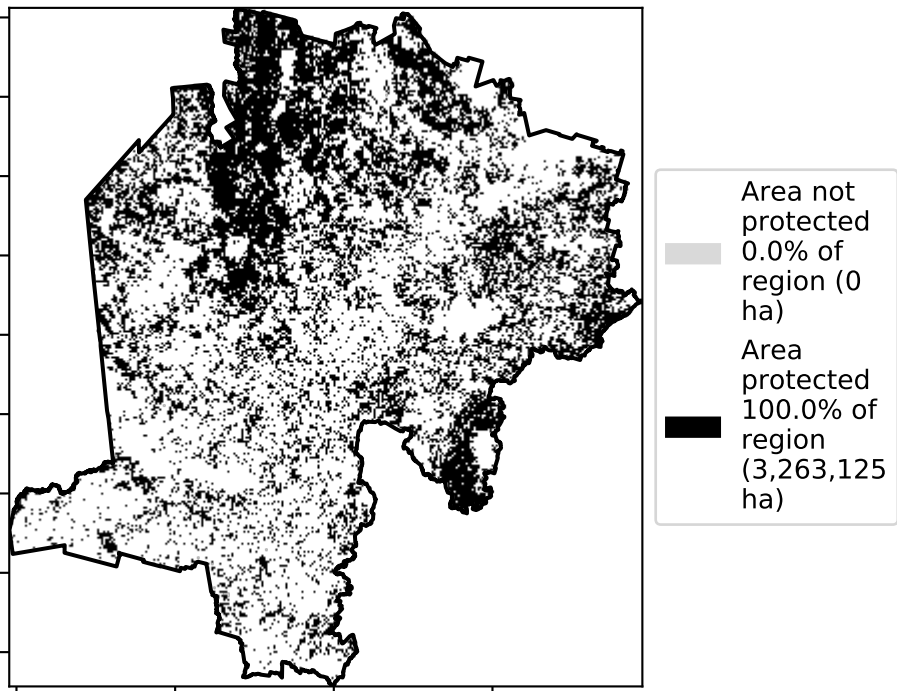 Area not
protected
0.0% of
region (0
ha)
Area
protected
100.0% of
region
(3,263,125
ha)